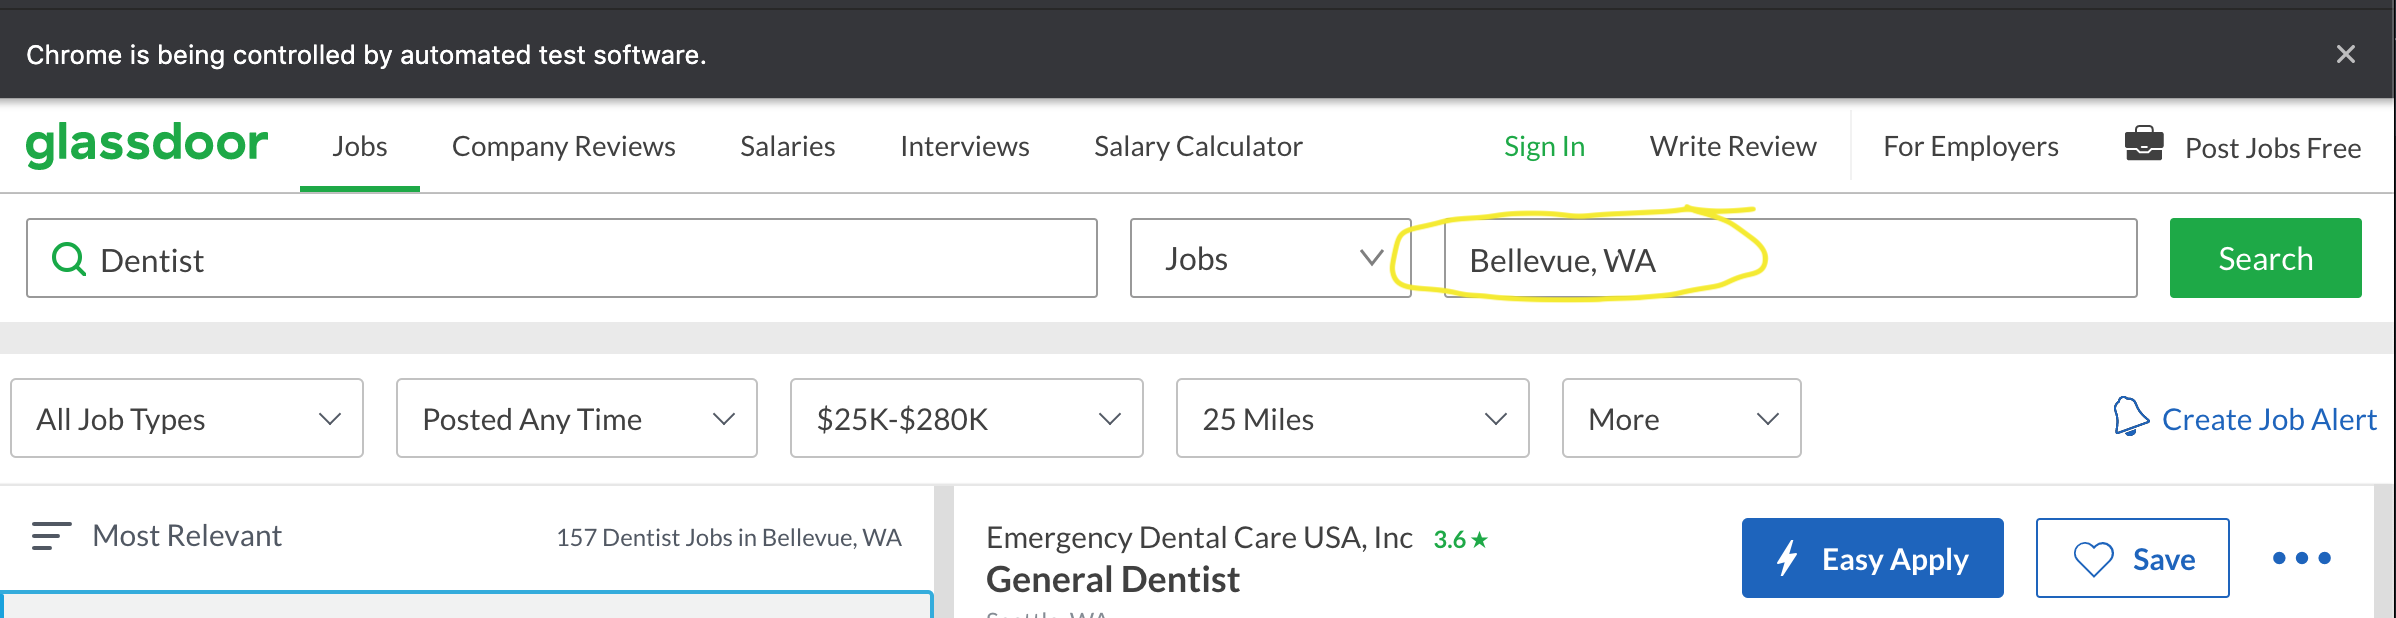 Chrome is being controlled by automated test software.
glassdoor Jobs Company Reviews Salaries Interviews Salary Calculator Sign In Write Review For Employers Post Jobs Free
Dentist Jobs Bellevue, WA Search
All Job Types Posted Any Time $25K-$280K 25 Miles More Create Job Alert
Most Relevant 157 Dentist Jobs in Bellevue, WA
Emergency Dental Care USA, Inc 3.6 ★
General Dentist
Easy Apply Save
Seattle, WA